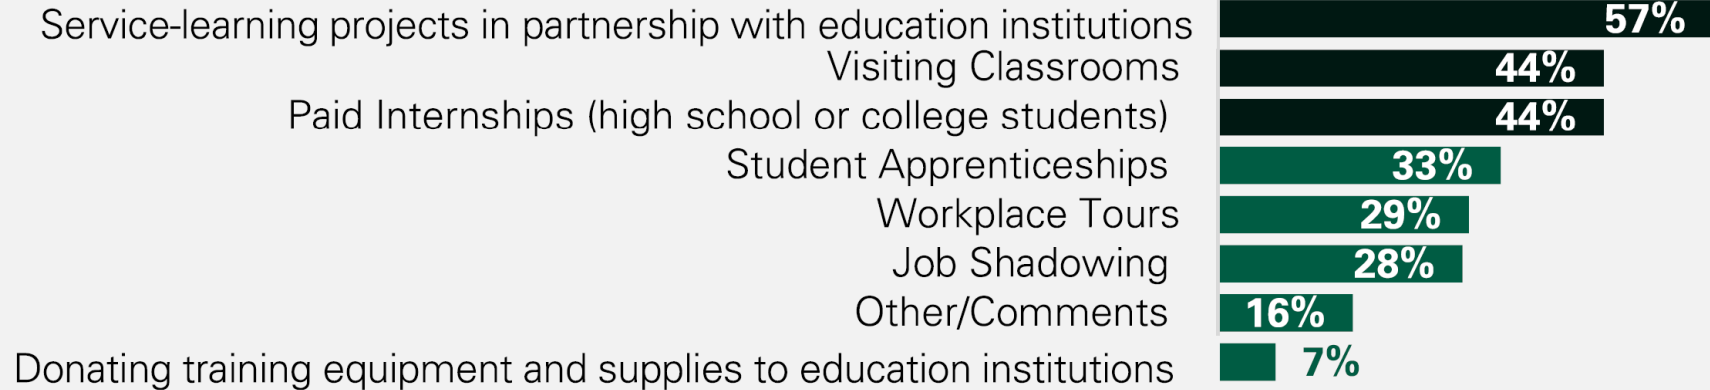 Service-learning projects in partnership with education institutions 57%
Visiting Classrooms 44%
Paid Internships (high school or college students) 44%
Student Apprenticeships 33%
Workplace Tours 29%
Job Shadowing 28%
Other/Comments 16%
Donating training equipment and supplies to education institutions 7%